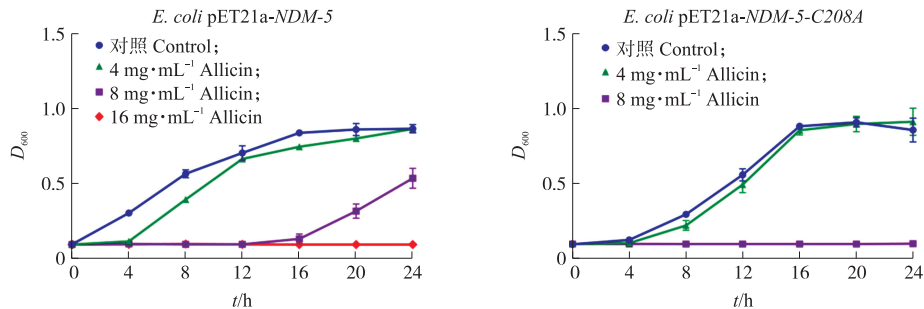 E. coli pET21a-NDM-5
1.5
1.0
0.5
0
D₆₀₀
对照 Control;
4 mg·mL⁻¹ Allicin;
8 mg·mL⁻¹ Allicin;
16 mg·mL⁻¹ Allicin
0 4 8 12 16 20 24
t/h
E. coli pET21a-NDM-5-C208A
1.5
1.0
0.5
0
D₆₀₀
对照 Control;
4 mg·mL⁻¹ Allicin;
8 mg·mL⁻¹ Allicin
0 4 8 12 16 20 24
t/h